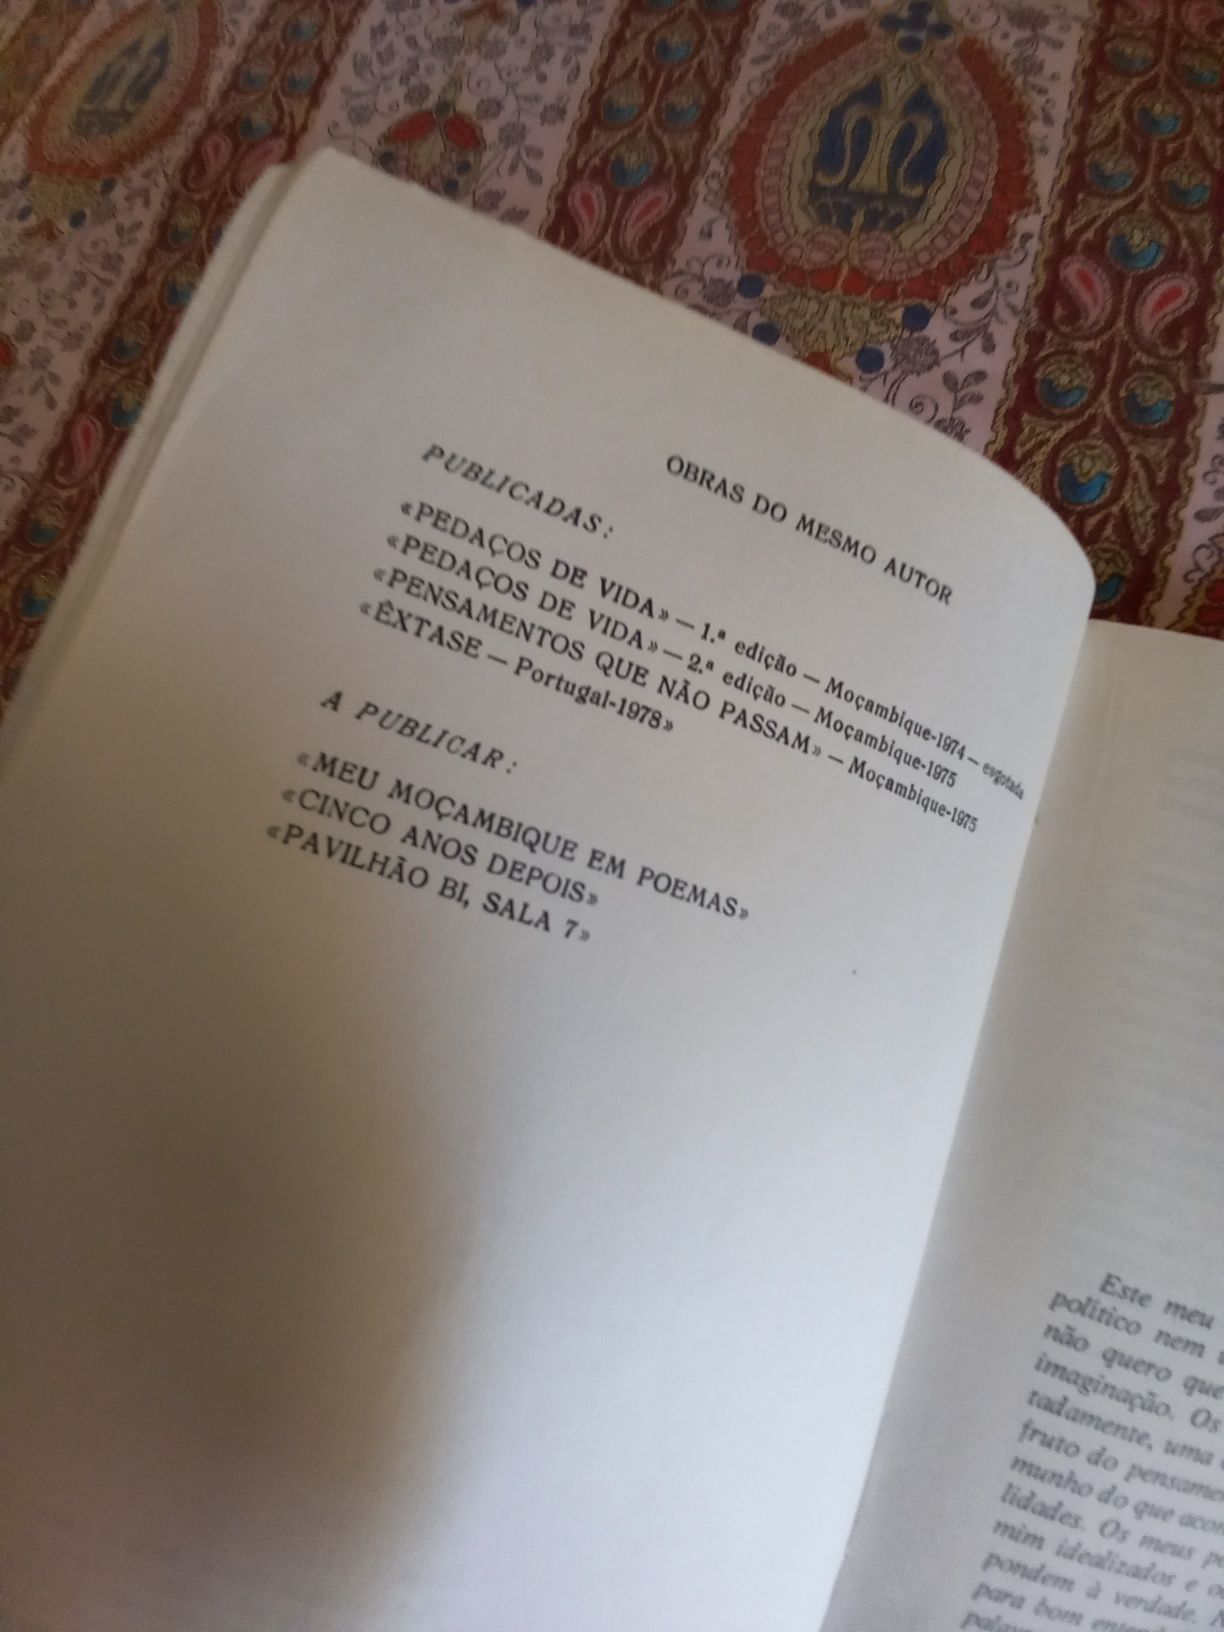 OBRAS DO MESMO AUTOR
PUBLICADAS:
«PEDAÇOS DE VIDA» — 1.ª edição — Moçambique-1974 — esgotada
«PEDAÇOS DE VIDA» — 2.ª edição — Moçambique-1975
«PENSAMENTOS QUE NÃO PASSAM» — Moçambique-1975
«ÊXTASE — Portugal-1978»
A PUBLICAR:
«MEU MOÇAMBIQUE EM POEMAS»
«CINCO ANOS DEPOIS»
«PAVILHÃO BI, SALA 7»
Este meu
político nem
não quero que
imaginação. Os
tadamente, uma
fruto do
munho do que
lidades. Os meus
mim idealizados e
pondem à verdade.
para bom